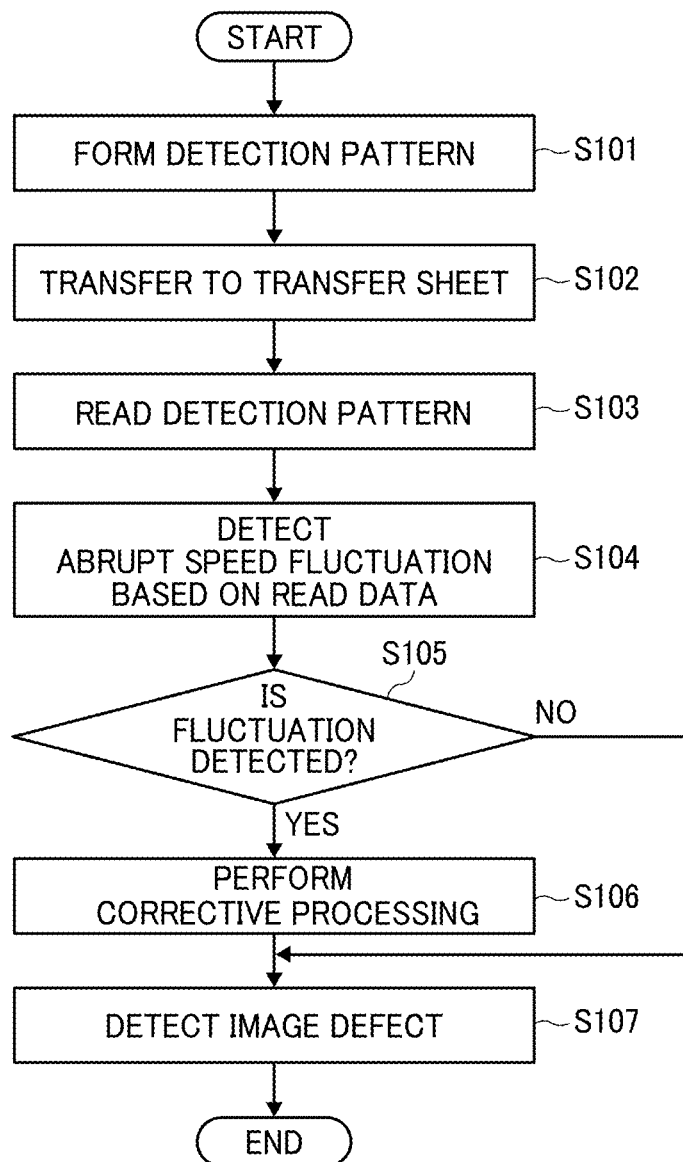 START
FORM DETECTION PATTERN
S101
TRANSFER TO TRANSFER SHEET
S102
READ DETECTION PATTERN
S103
DETECT
ABRUPT SPEED FLUCTUATION
BASED ON READ DATA
S104
S105
IS
FLUCTUATION
DETECTED?
NO
YES
PERFORM
CORRECTIVE PROCESSING
S106
DETECT IMAGE DEFECT
S107
END